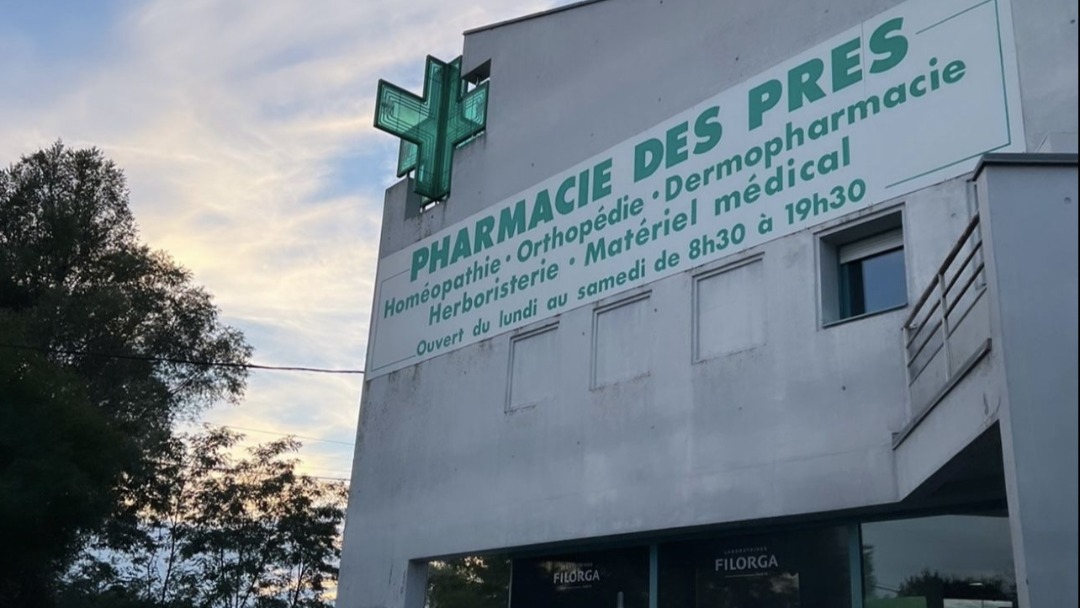 PHARMACIE DES PRES
Homéopathie • Orthopédie • Dermopharmacie
Herboristerie • Matériel médical
Ouvert du lundi au samedi de 8h30 à 19h30
FILORGA
LABORATOIRES
FILORGA